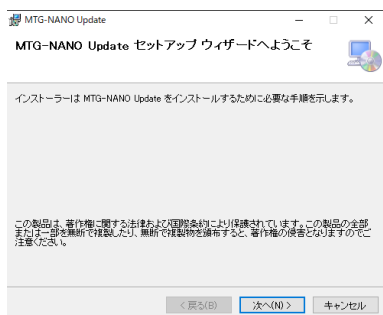 MTG-NANO Update
MTG-NANO Update セットアップ ウィザードへようこそ
インストーラーは MTG-NANO Update をインストールするために必要な手順を示します。
この製品は、著作権に関する法律および国際条約により保護されています。この製品の全部
または一部を無断で複製したり、無断で複製物を頒布すると、著作権の侵害となりますのでご
注意ください。
< 戻る(B)
次へ(N) >
キャンセル